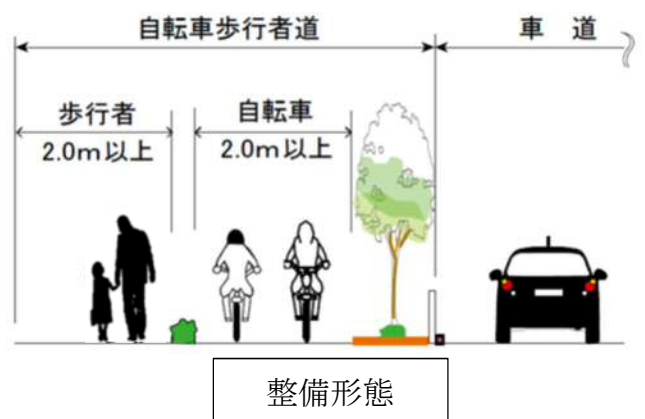 自転車歩行者道
車 道
歩行者
自転車
2.0m以上
2.0m以上
整備形態